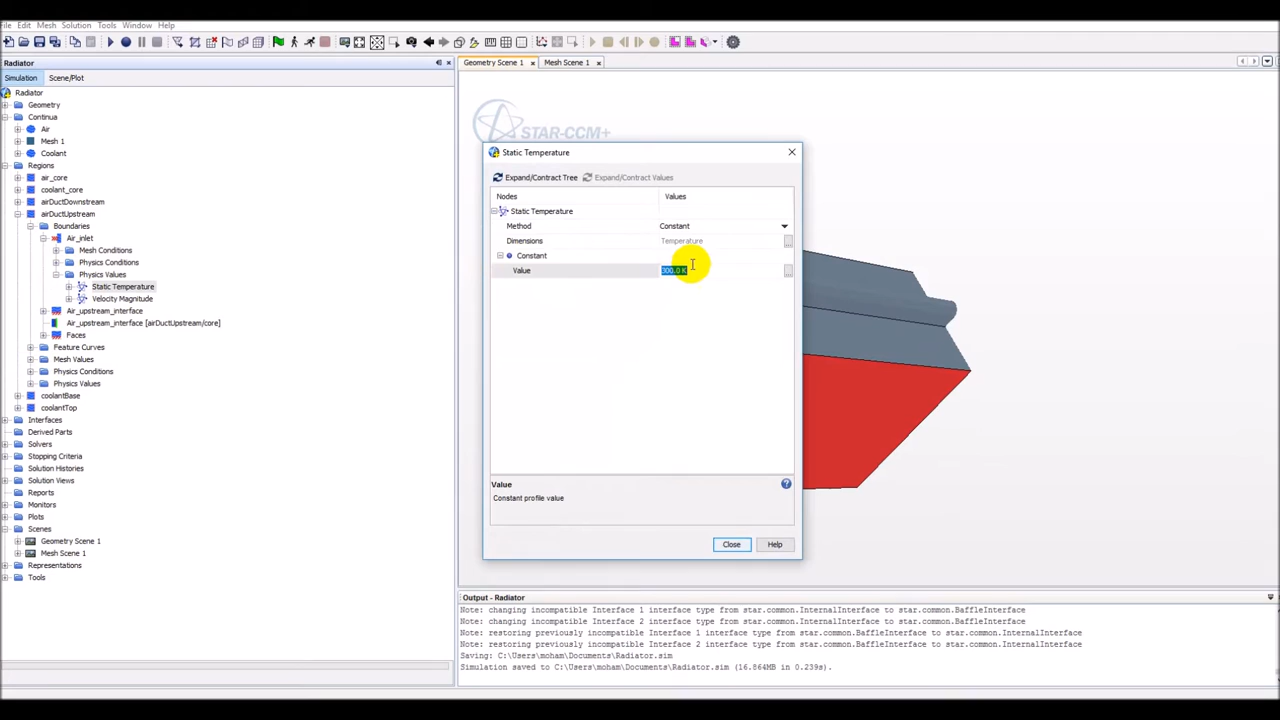 File Edit Mesh Solution Tools Window Help
Radiator
Geometry Scene 1 Mesh Scene 1
Simulation Scene/Plot
Radiator
Geometry
Continua
Air
Mesh 1
Coolant
Regions
air_core
coolant_core
airDuctDownstream
airDuctUpstream
Boundaries
Air_inlet
Mesh Conditions
Physics Conditions
Physics Values
Static Temperature
Velocity Magnitude
Air_upstream_interface
Air_upstream_interface [airDuctUpstream/core]
Faces
Feature Curves
Mesh Values
Physics Conditions
Physics Values
coolantBase
coolantTop
Interfaces
Derived Parts
Solvers
Stopping Criteria
Solution Histories
Solution Views
Reports
Monitors
Plots
Scenes
Geometry Scene 1
Mesh Scene 1
Representations
Tools
STAR-CCM+
Static Temperature
Expand/Contract Tree Expand/Contract Values
Nodes Values
Static Temperature
Method Constant
Dimensions Temperature
Constant
Value 300.0 K
Value
Constant profile value
Close Help
Output - Radiator
Note: changing incompatible Interface 1 interface type from star.common.InternalInterface to star.common.BaffleInterface
Note: changing incompatible Interface 2 interface type from star.common.InternalInterface to star.common.BaffleInterface
Note: restoring previously incompatible Interface 1 interface type from star.common.BaffleInterface to star.common.InternalInterface
Note: restoring previously incompatible Interface 2 interface type from star.common.BaffleInterface to star.common.InternalInterface
Saving: C:\Users\moham\Documents\Radiator.sim
Simulation saved to C:\Users\moham\Documents\Radiator.sim (16.864MB in 0.239s).